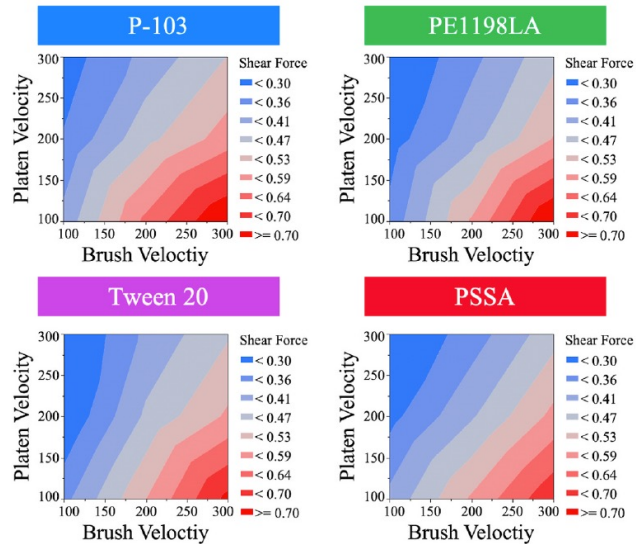 P-103
Platen Velocity
300
250
200
150
100
100 150 200 250 300
Brush Veloctiy
Shear Force
< 0.30
< 0.36
< 0.41
< 0.47
< 0.53
< 0.59
< 0.64
< 0.70
>= 0.70
PE1198LA
Platen Velocity
300
250
200
150
100
100 150 200 250 300
Brush Veloctiy
Shear Force
< 0.30
< 0.36
< 0.41
< 0.47
< 0.53
< 0.59
< 0.64
< 0.70
>= 0.70
Tween 20
Platen Velocity
300
250
200
150
100
100 150 200 250 300
Brush Veloctiy
Shear Force
< 0.30
< 0.36
< 0.41
< 0.47
< 0.53
< 0.59
< 0.64
< 0.70
>= 0.70
PSSA
Platen Velocity
300
250
200
150
100
100 150 200 250 300
Brush Veloctiy
Shear Force
< 0.30
< 0.36
< 0.41
< 0.47
< 0.53
< 0.59
< 0.64
< 0.70
>= 0.70